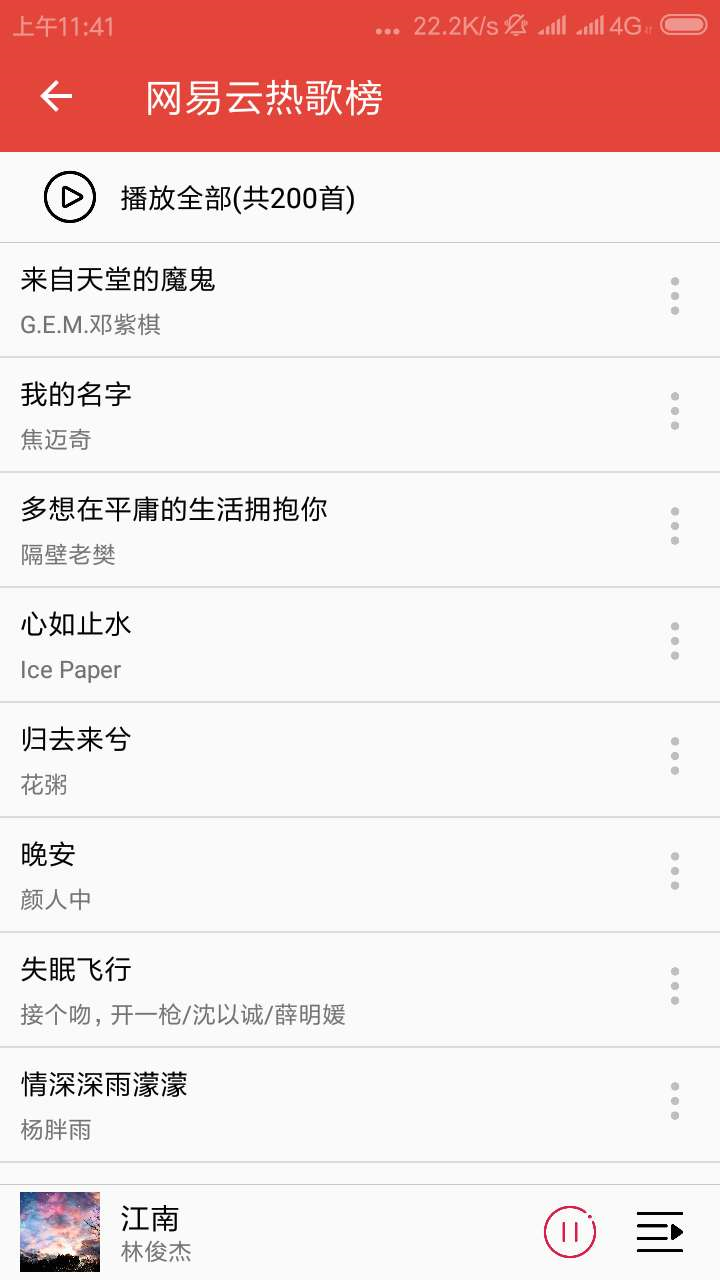 上午11:41
... 22.2K/s 4G
网易云热歌榜
播放全部(共200首)
来自天堂的魔鬼
G.E.M.邓紫棋
我的名字
焦迈奇
多想在平庸的生活拥抱你
隔壁老樊
心如止水
Ice Paper
归去来兮
花粥
晚安
颜人中
失眠飞行
接个吻，开一枪/沈以诚/薛明媛
情深深雨濛濛
杨胖雨
江南
林俊杰